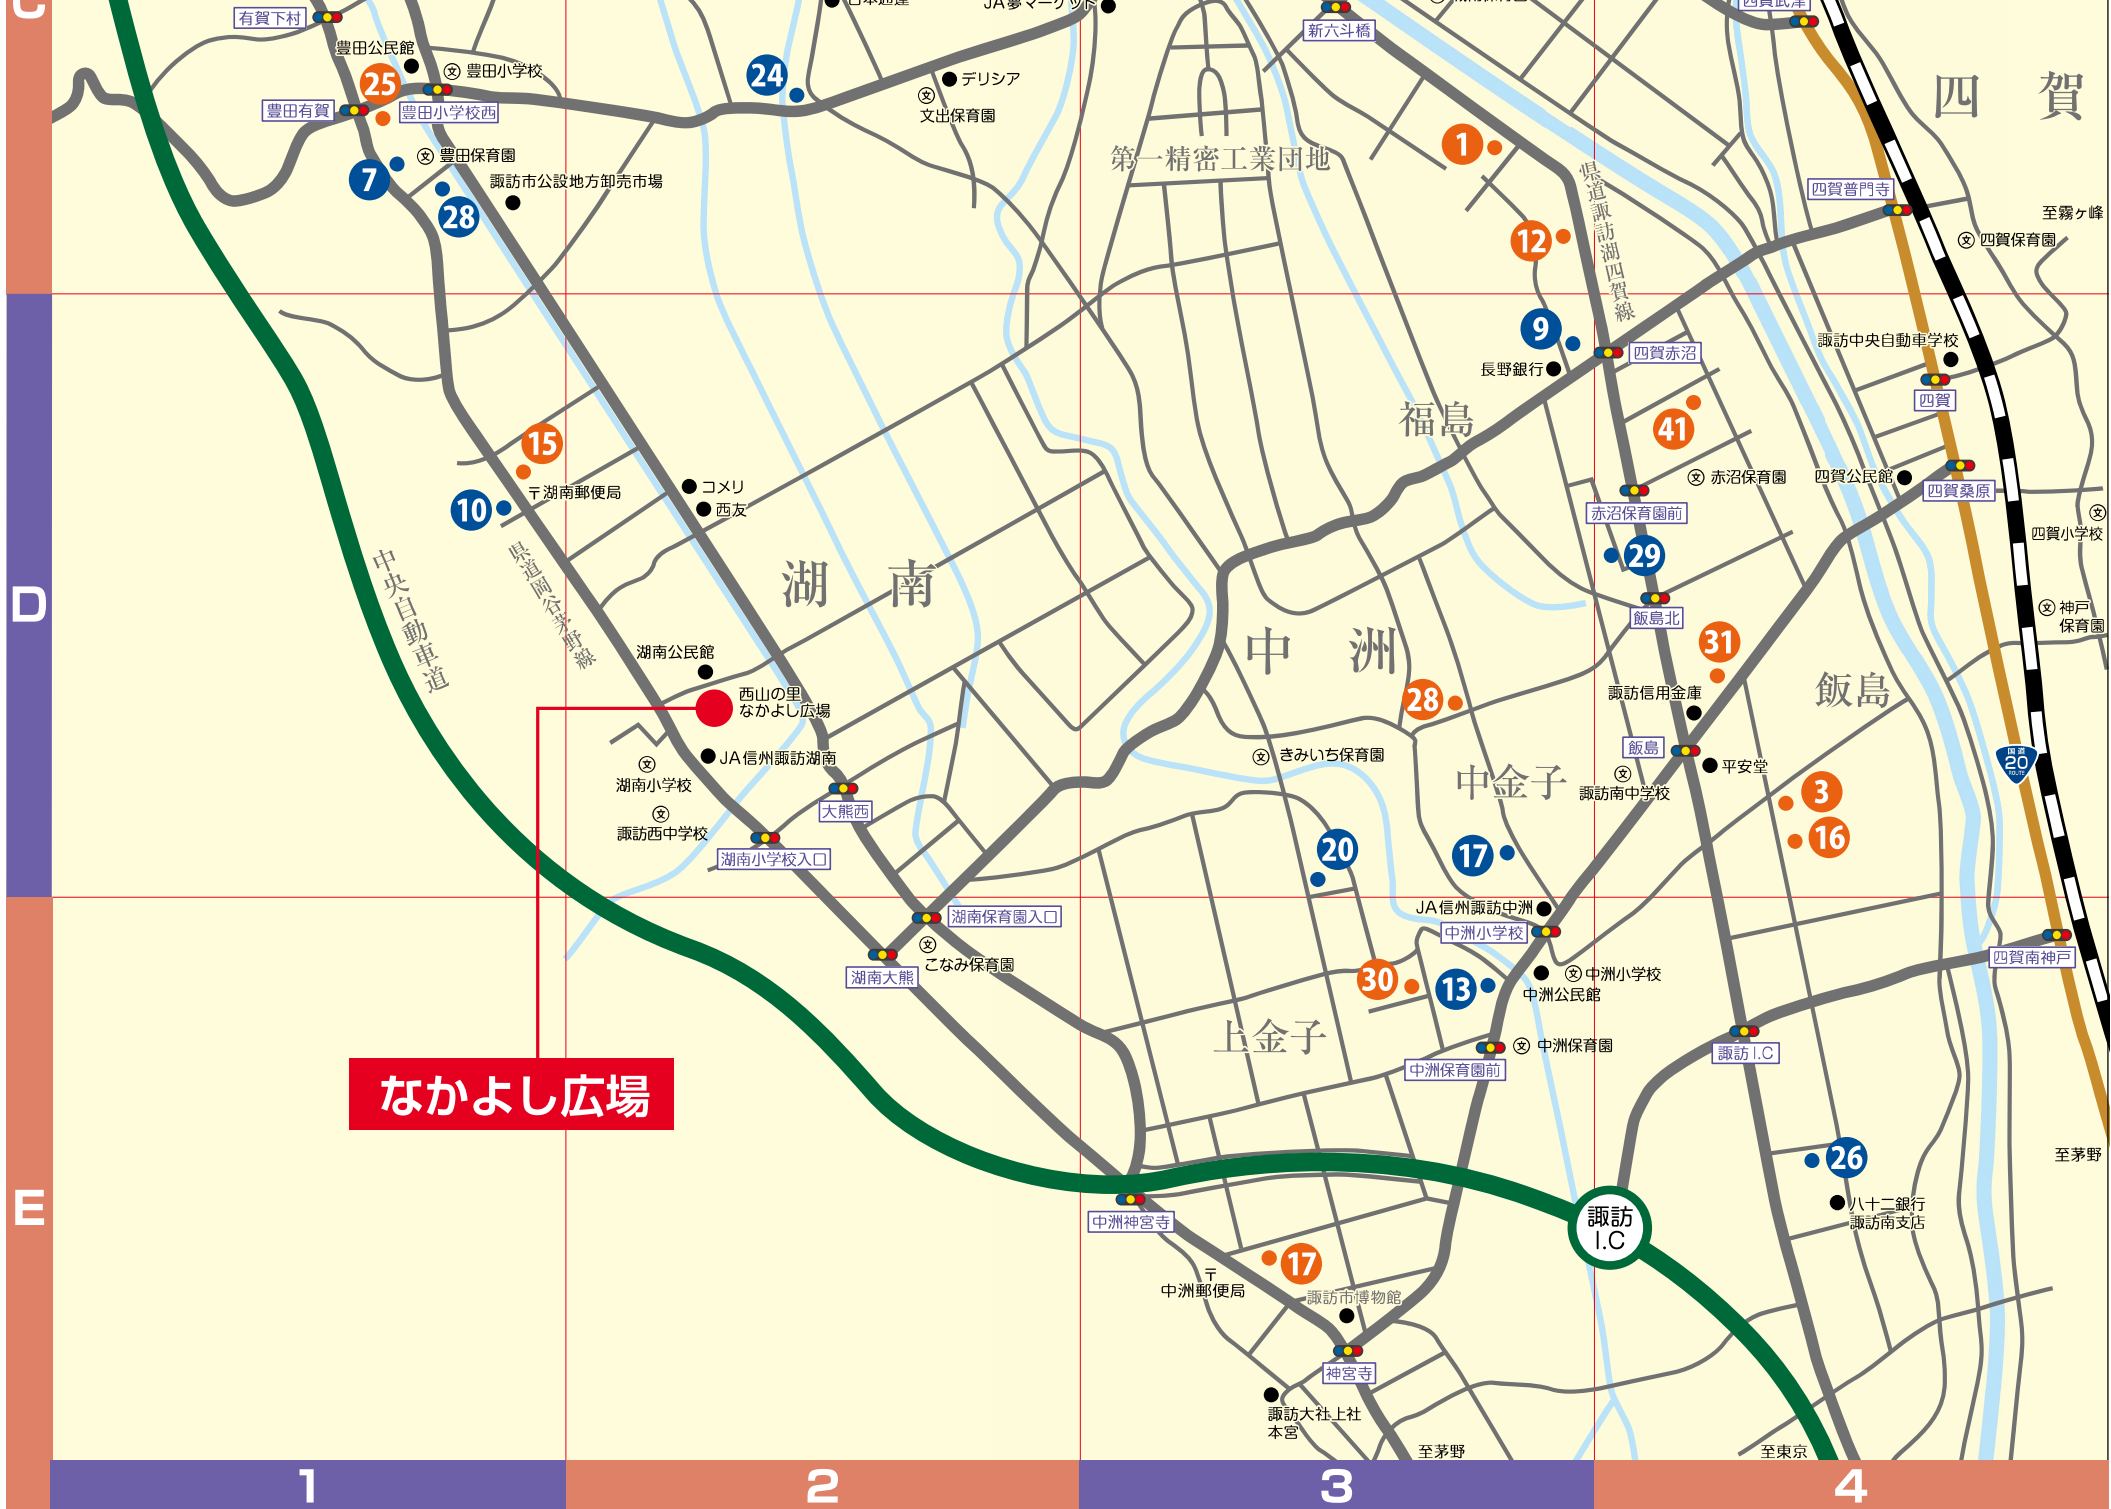 C
有賀下村
豊田公民館
25
豊田小学校
豊田有賀
豊田小学校西
7
豊田保育園
28
諏訪市公設地方卸売市場
24
デリシア
文出保育園
新六斗橋
第一精密工業団地
1
12
県道諏訪湖四賀線
四賀
四賀普門寺
至霧ヶ峰
四賀保育園
9
長野銀行
四賀赤沼
諏訪中央自動車学校
四賀
福島
41
赤沼保育園
四賀公民館
四賀桑原
赤沼保育園前
四賀小学校
29
飯島北
神戸
保育園
15
〒湖南郵便局
10
コメリ
西友
中央自動車道
県道岡谷茅野線
湖南
D
湖南公民館
西山の里
なかよし広場
JA信州諏訪湖南
湖南小学校
諏訪西中学校
大熊西
湖南小学校入口
中洲
28
31
諏訪信用金庫
飯島
飯島
平安堂
諏訪南中学校
きみいち保育園
中金子
国道
20
ROUTE
3
16
20
17
JA信州諏訪中洲
中洲小学校
湖南保育園入口
こなみ保育園
湖南大熊
30
13
中洲小学校
中洲公民館
四賀南神戸
上金子
中洲保育園
中洲保育園前
諏訪I.C
なかよし広場
至茅野
26
八十二銀行
諏訪南支店
E
諏訪
I.C
中洲神宮寺
17
〒
中洲郵便局
諏訪市博物館
神宮寺
諏訪大社上社
本宮
至茅野
至東京
1
2
3
4